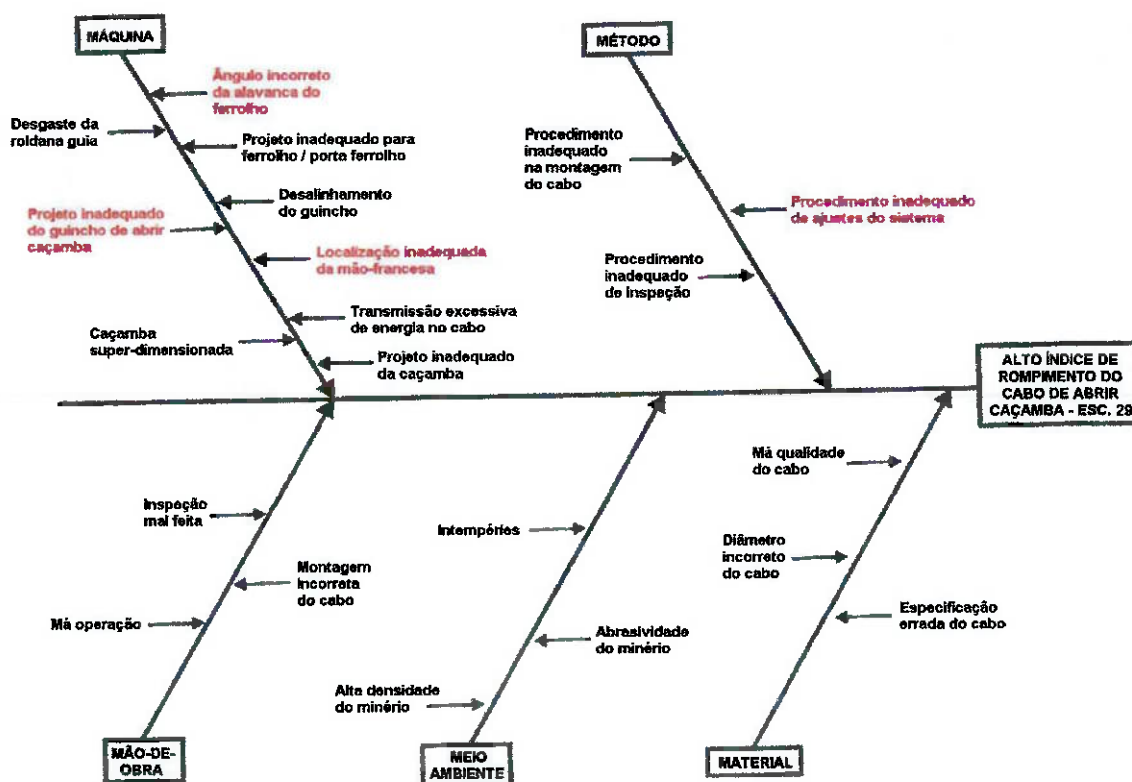 MÁQUINA
MÉTODO
Ângulo incorreto
da alavanca do
ferrolho
Desgaste da
roldana guia
Projeto inadequado para
ferrolho / porta ferrolho
Desalinhamento
do guincho
Projeto inadequado
do guincho de abrir
caçamba
Localização inadequada
da mão-francesa
Transmissão excessiva
de energia no cabo
Caçamba
super-dimensionada
Projeto inadequado
da caçamba
Procedimento
inadequado
na montagem
do cabo
Procedimento inadequado
de ajustes do sistema
Procedimento
inadequado
de inspeção
ALTO ÍNDICE DE
ROMPIMENTO DO
CABO DE ABRIR
CAÇAMBA - ESC. 29
Inspeção
mal feita
Montagem
incorreta
do cabo
Má operação
Intempéries
Abrasividade
do minério
Alta densidade
do minério
Má qualidade
do cabo
Diâmetro
incorreto
do cabo
Especificação
errada do cabo
MÃO-DE-
OBRA
MEIO
AMBIENTE
MATERIAL